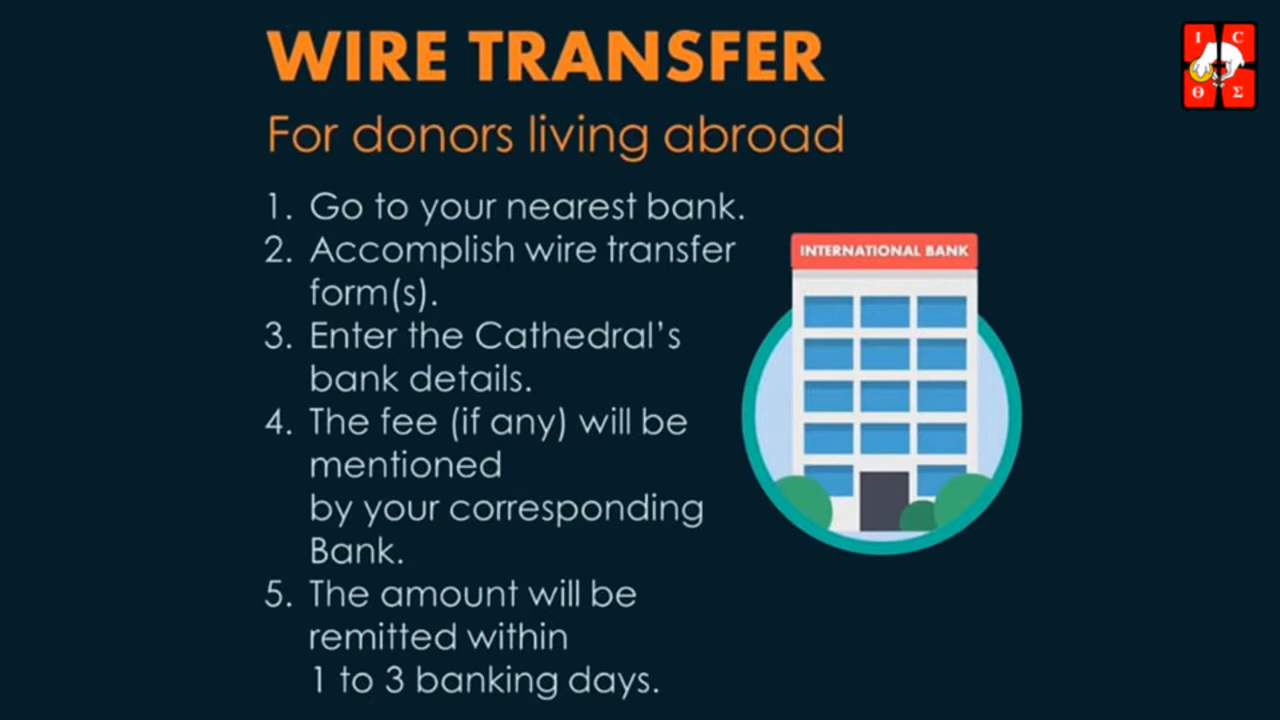 WIRE TRANSFER
For donors living abroad
1. Go to your nearest bank.
2. Accomplish wire transfer
form(s).
3. Enter the Cathedral’s
bank details.
4. The fee (if any) will be
mentioned
by your corresponding
Bank.
5. The amount will be
remitted within
1 to 3 banking days.
INTERNATIONAL BANK
I C
Θ Σ